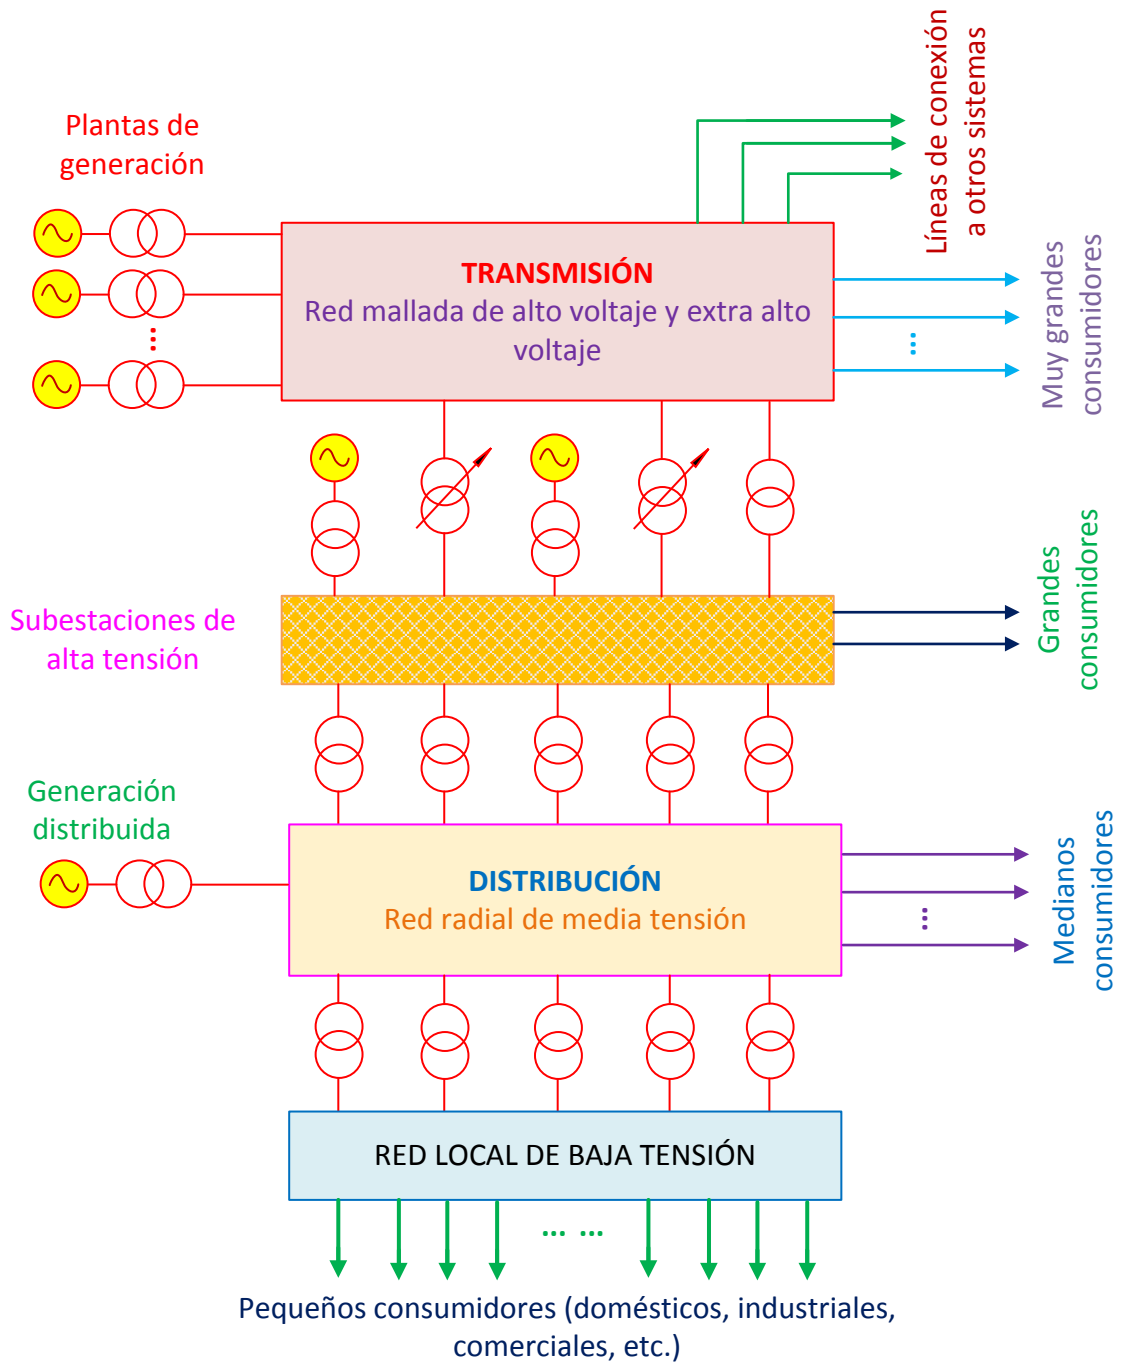 Líneas de conexión
a otros sistemas
Plantas de
generación
TRANSMISIÓN
Red mallada de alto voltaje y extra alto
voltaje
...
...
Muy grandes
consumidores
Subestaciones de
alta tensión
Grandes
consumidores
Generación
distribuida
DISTRIBUCIÓN
Red radial de media tensión
...
Medianos
consumidores
RED LOCAL DE BAJA TENSIÓN
... ...
Pequeños consumidores (domésticos, industriales,
comerciales, etc.)